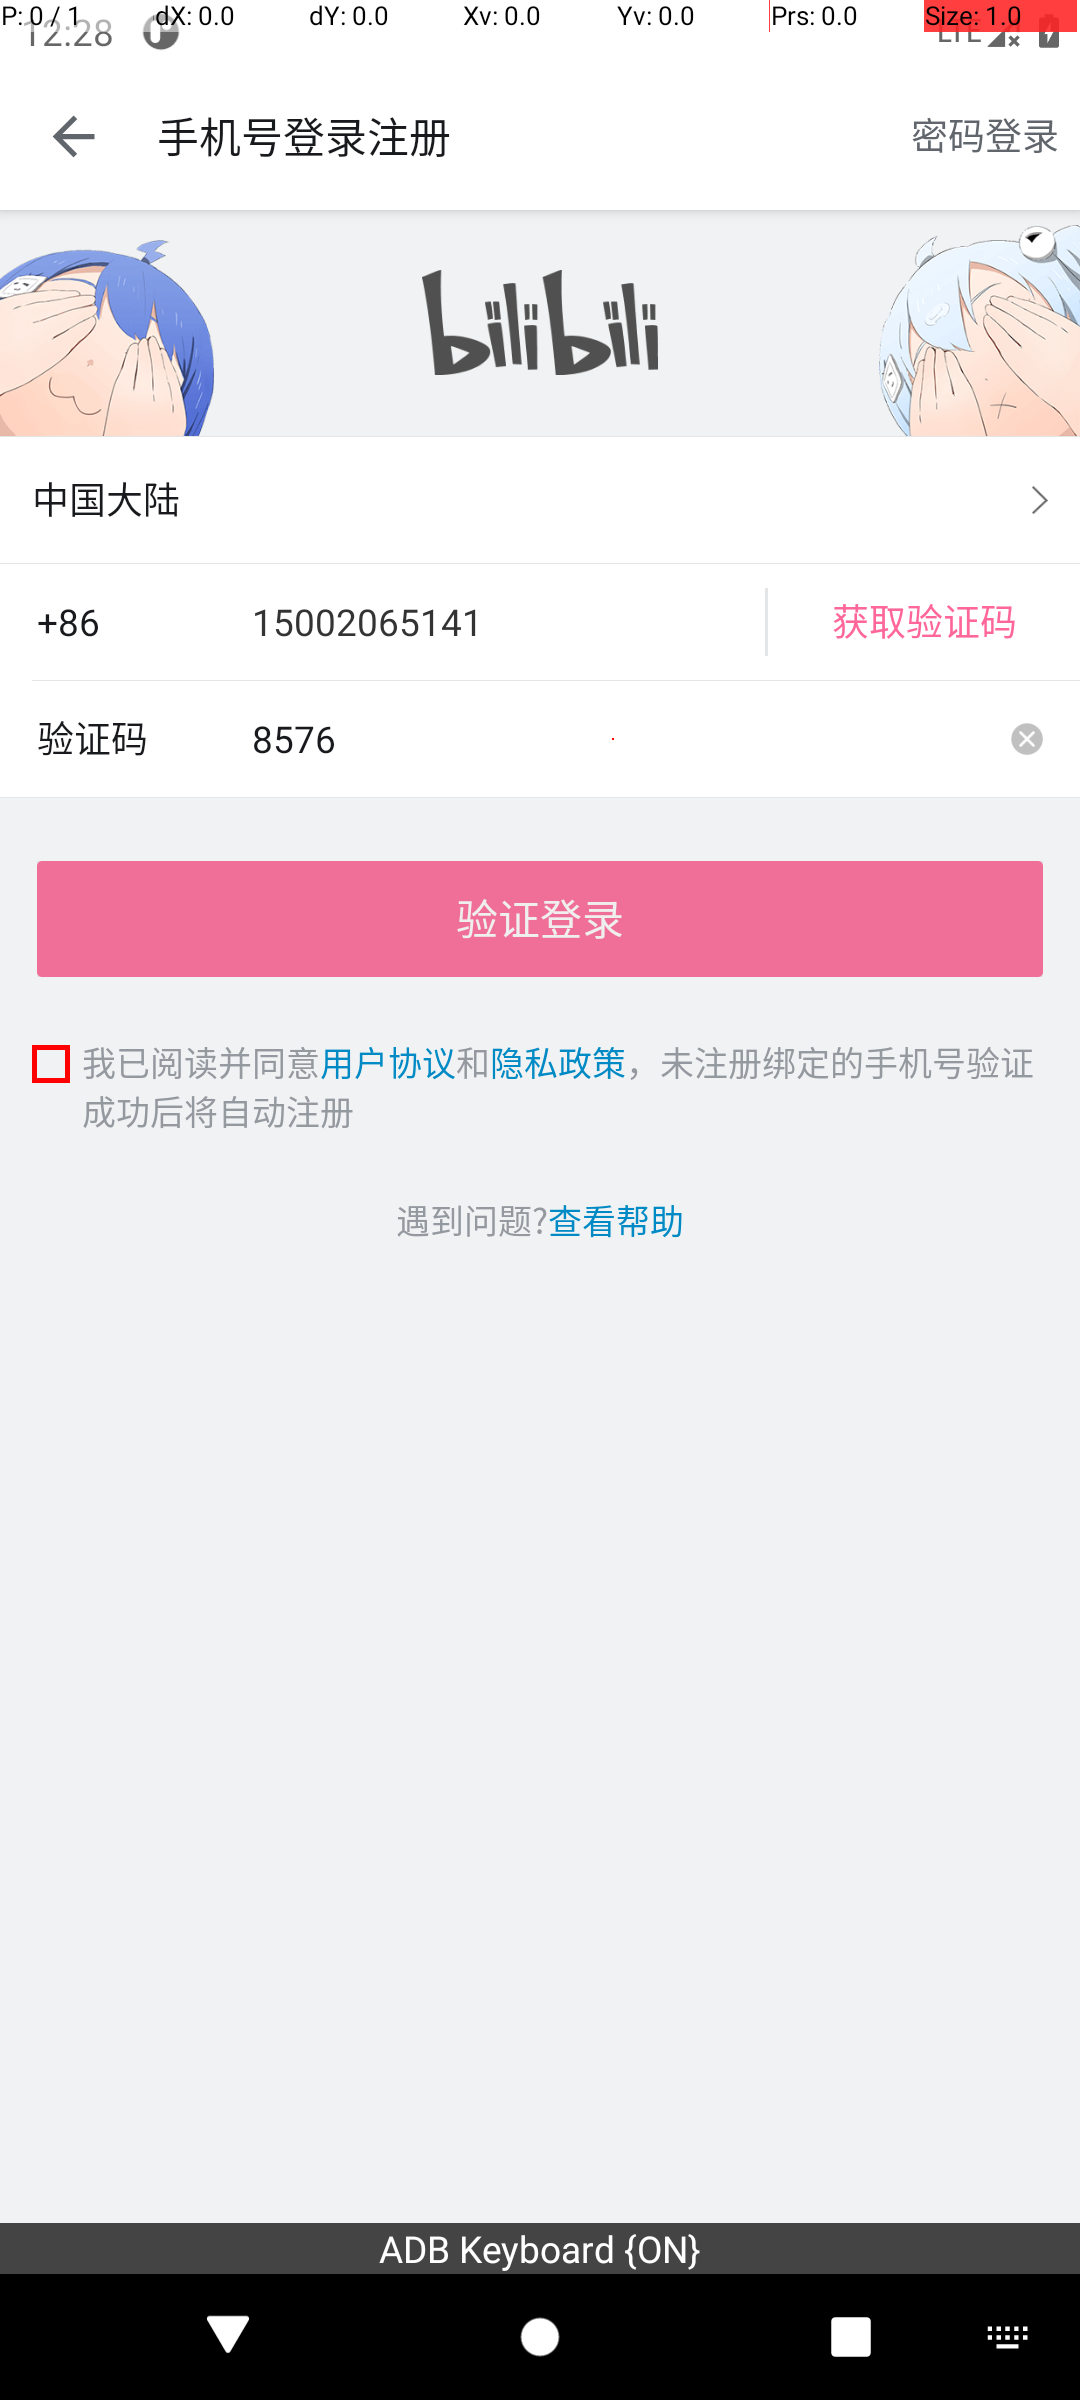 P: 0 / 1 dX: 0.0 dY: 0.0 Xv: 0.0 Yv: 0.0 Prs: 0.0 Size: 1.0
12:28 LTE
手机号登录注册 密码登录
bilibili
中国大陆
+86 15002065141 获取验证码
验证码 8576
验证登录
我已阅读并同意用户协议和隐私政策，未注册绑定的手机号验证
成功后将自动注册
遇到问题?查看帮助
ADB Keyboard {ON}